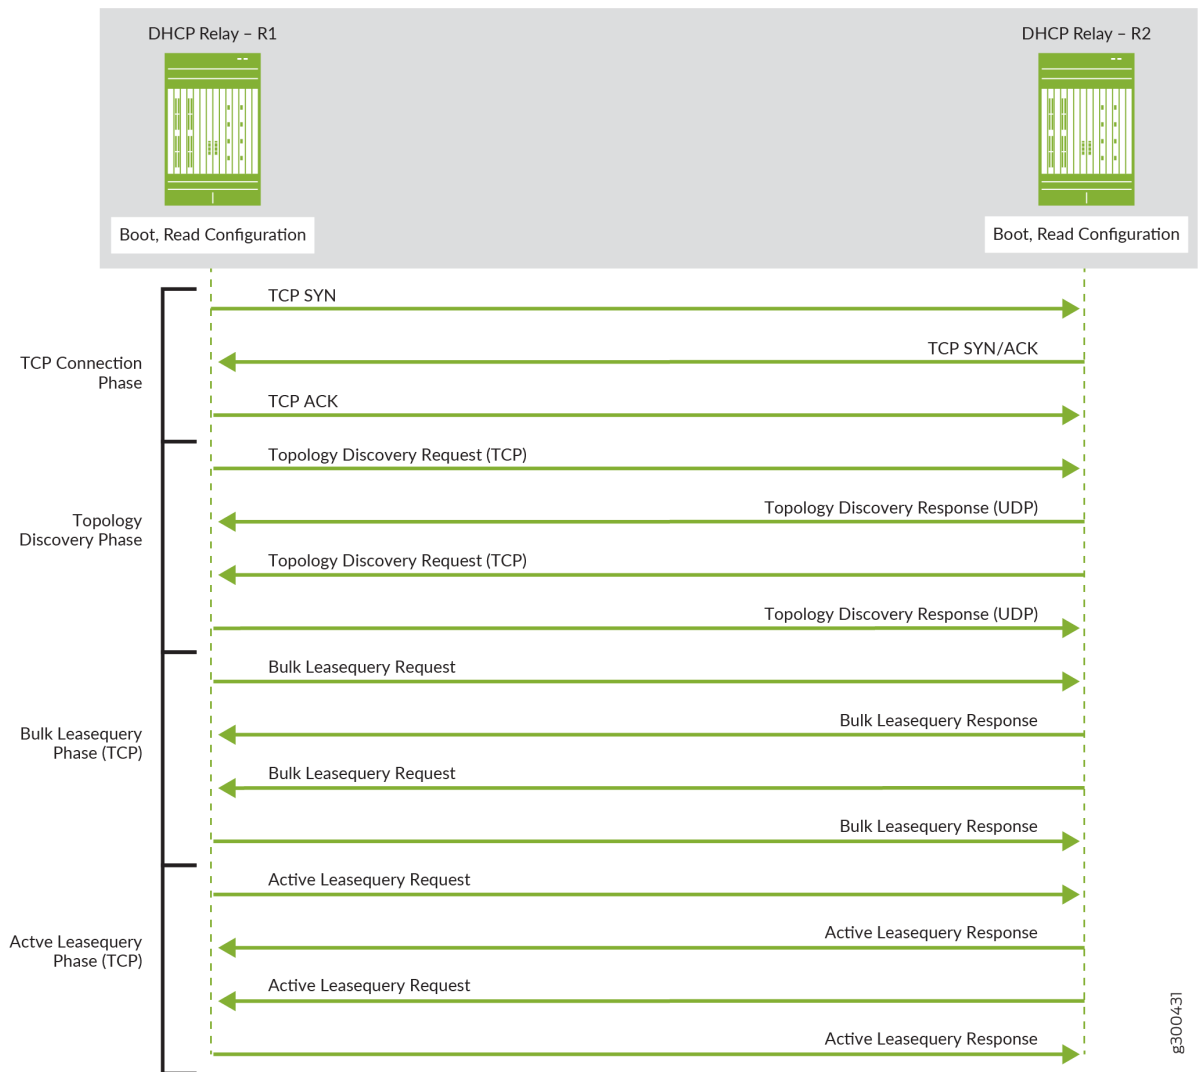 DHCP Relay – R1
DHCP Relay – R2
Boot, Read Configuration
Boot, Read Configuration
TCP Connection
Phase
TCP SYN
TCP SYN/ACK
TCP ACK
Topology
Discovery Phase
Topology Discovery Request (TCP)
Topology Discovery Response (UDP)
Topology Discovery Request (TCP)
Topology Discovery Response (UDP)
Bulk Leasequery
Phase (TCP)
Bulk Leasequery Request
Bulk Leasequery Response
Bulk Leasequery Request
Bulk Leasequery Response
Actve Leasequery
Phase (TCP)
Active Leasequery Request
Active Leasequery Response
Active Leasequery Request
Active Leasequery Response
g300431